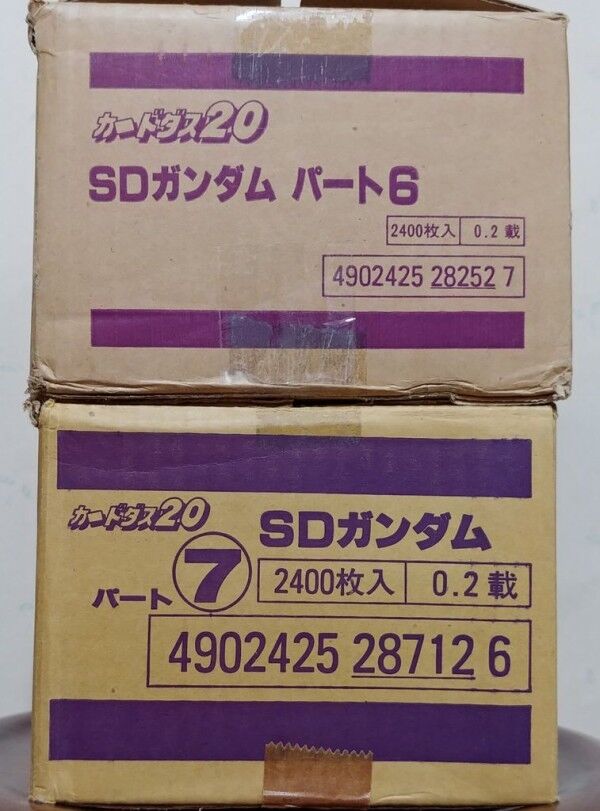 カードダス20
SDガンダム パート6
2400枚入 0.2 載
4902425 28252 7
カードダス20 SDガンダム
パート 7 2400枚入 0.2 載
4902425 28712 6